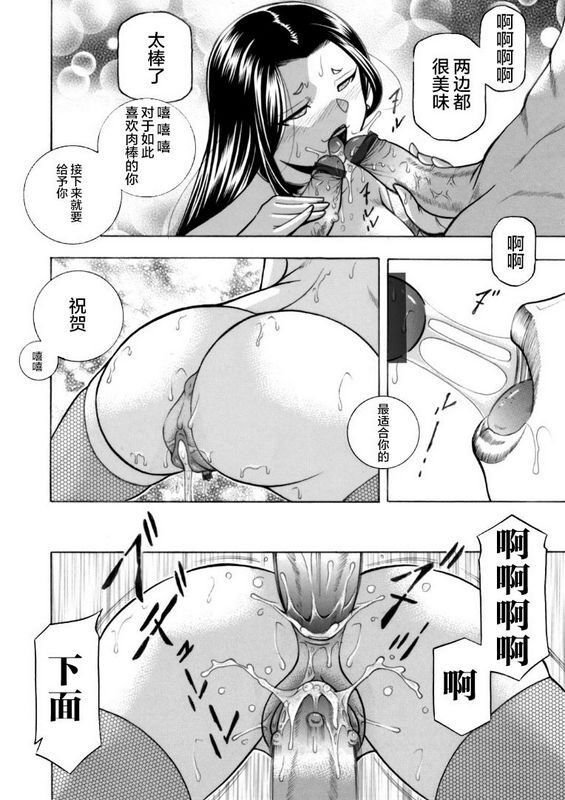 啊啊啊啊
两边都
很美味
太棒了
嘻嘻嘻
对于如此
喜欢肉棒的你
接下来就要
给予你
啊啊
最适合你的
祝贺
嘻嘻
啊啊啊啊
啊
下面